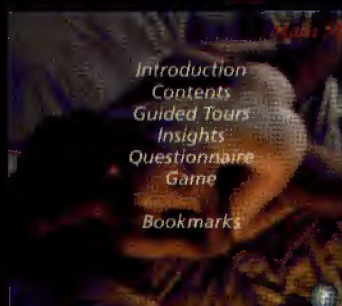 Introduction
Contents
Guided Tours
Insights
Questionnaire
Game
Bookmarks